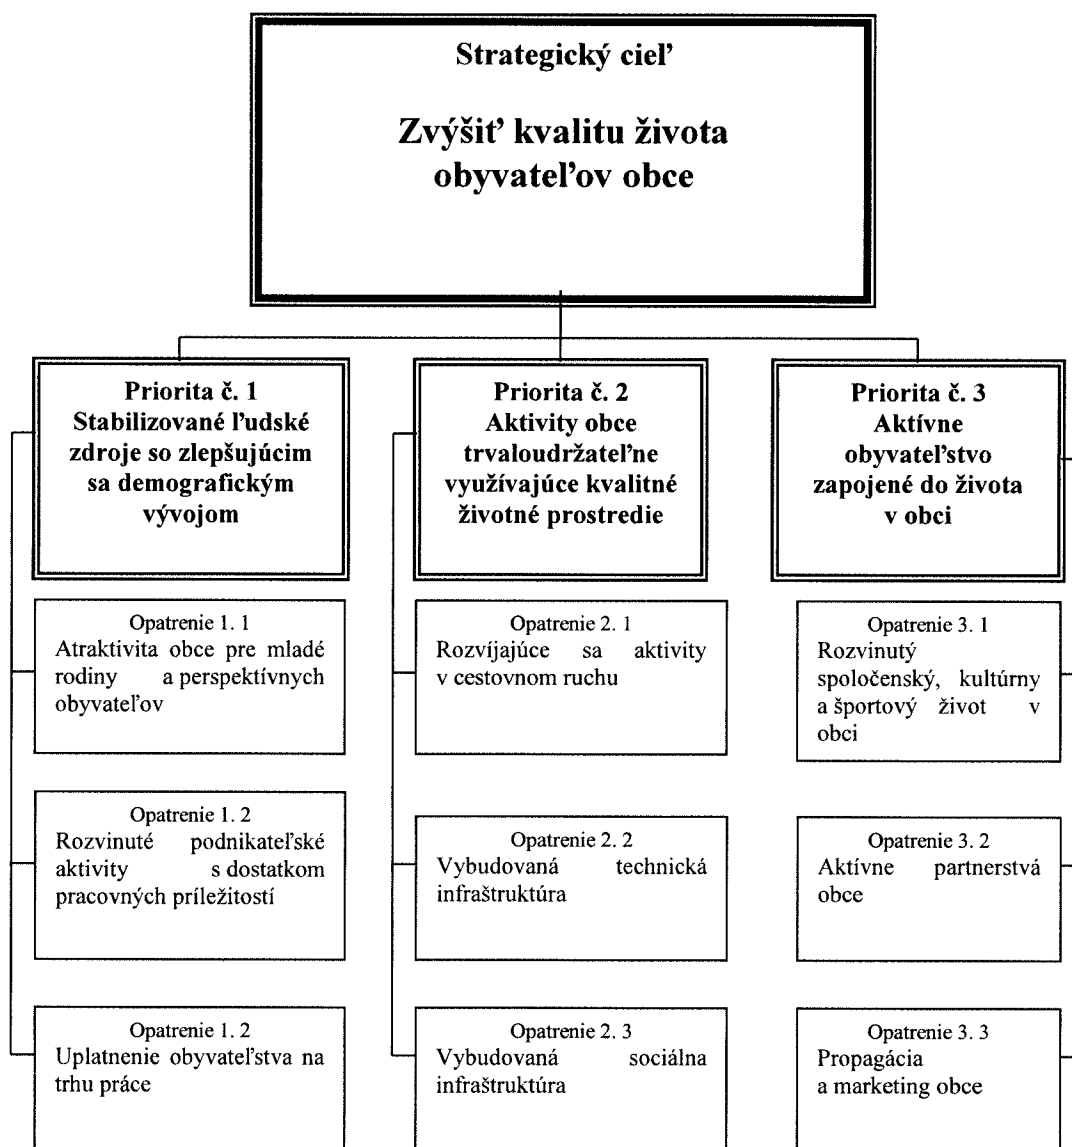 Strategický cieľ
Zvýšiť kvalitu života
obyvateľov obce
Priorita č. 1
Stabilizované ľudské
zdroje so zlepšujúcim
sa demografickým
vývojom
Opatrenie 1. 1
Atraktivita obce pre mladé
rodiny a perspektívnych
obyvateľov
Opatrenie 1. 2
Rozvinuté podnikateľské
aktivity s dostatkom
pracovných príležitostí
Opatrenie 1. 2
Uplatnenie obyvateľstva na
trhu práce
Priorita č. 2
Aktivity obce
trvaloudržateľne
využívajúce kvalitné
životné prostredie
Opatrenie 2. 1
Rozvíjajúce sa aktivity
v cestovnom ruchu
Opatrenie 2. 2
Vybudovaná technická
infraštruktúra
Opatrenie 2. 3
Vybudovaná sociálna
infraštruktúra
Priorita č. 3
Aktívne
obyvateľstvo
zapojené do života
v obci
Opatrenie 3. 1
Rozvinutý
spoločenský, kultúrny
a športový život v
obci
Opatrenie 3. 2
Aktívne partnerstvá
obce
Opatrenie 3. 3
Propagácia
a marketing obce